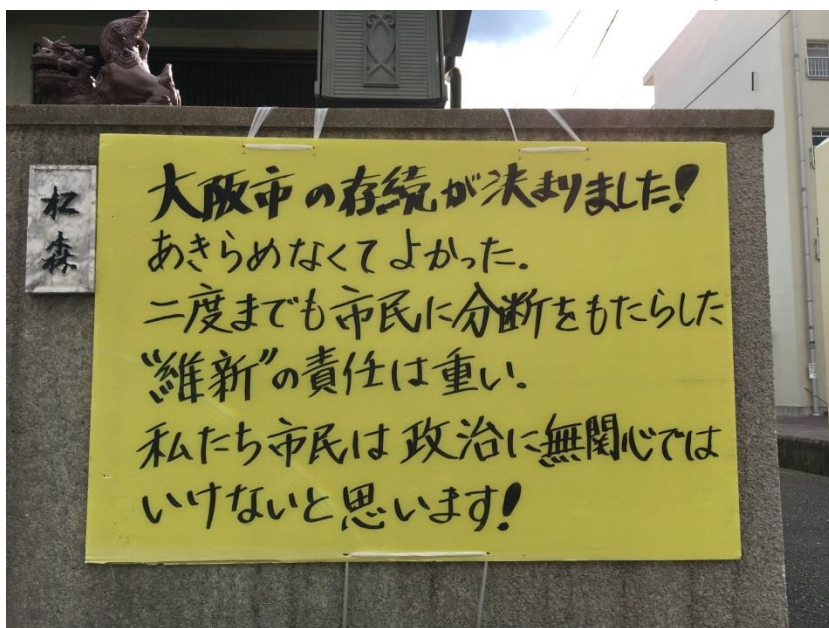 大阪市の存続が決まりました!
あきらめなくてよかった.
二度までも市民に分断をもたらした
“維新”の責任は重い.
私たち市民は政治に無関心では
いけないと思います!
松森